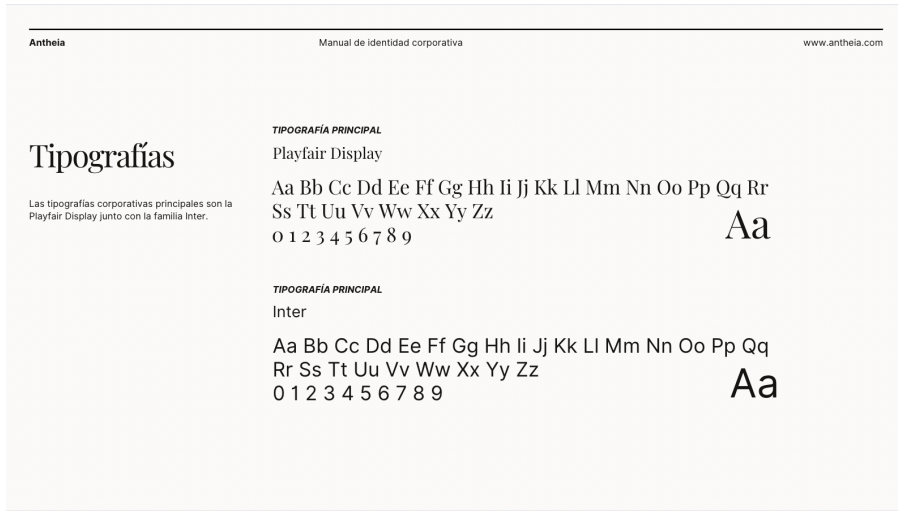 Antheia
Manual de identidad corporativa
www.antheia.com
Tipografías
Las tipografías corporativas principales son la
Playfair Display junto con la familia Inter.
TIPOGRAFÍA PRINCIPAL
Playfair Display
Aa Bb Cc Dd Ee Ff Gg Hh Ii Jj Kk Ll Mm Nn Oo Pp Qq Rr
Ss Tt Uu Vv Ww Xx Yy Zz
0 1 2 3 4 5 6 7 8 9
Aa
TIPOGRAFÍA PRINCIPAL
Inter
Aa Bb Cc Dd Ee Ff Gg Hh Ii Jj Kk Ll Mm Nn Oo Pp Qq
Rr Ss Tt Uu Vv Ww Xx Yy Zz
0 1 2 3 4 5 6 7 8 9
Aa